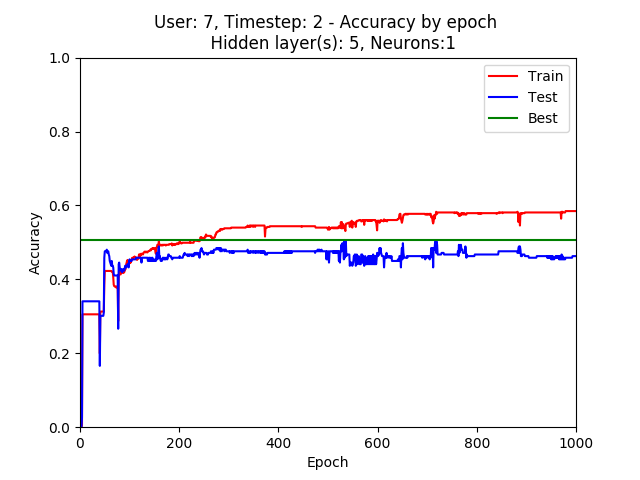 User: 7, Timestep: 2 - Accuracy by epoch
Hidden layer(s): 5, Neurons:1
1.0
0.8
0.6
0.4
0.2
0.0
Accuracy
Train
Test
Best
0
200
400
600
800
1000
Epoch